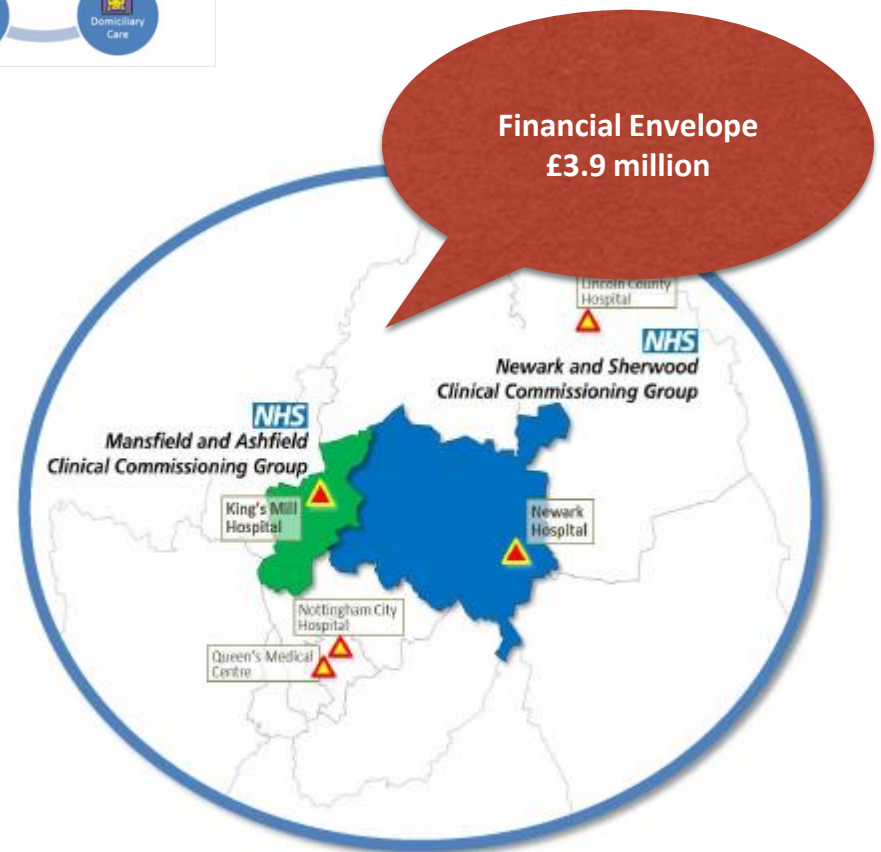 Domiciliary
Care
Financial Envelope
£3.9 million
Lincoln County
Hospital
NHS
Newark and Sherwood
Clinical Commissioning Group
NHS
Mansfield and Ashfield
Clinical Commissioning Group
King's Mill
Hospital
Newark
Hospital
Nottingham City
Hospital
Queen's Medical
Centre